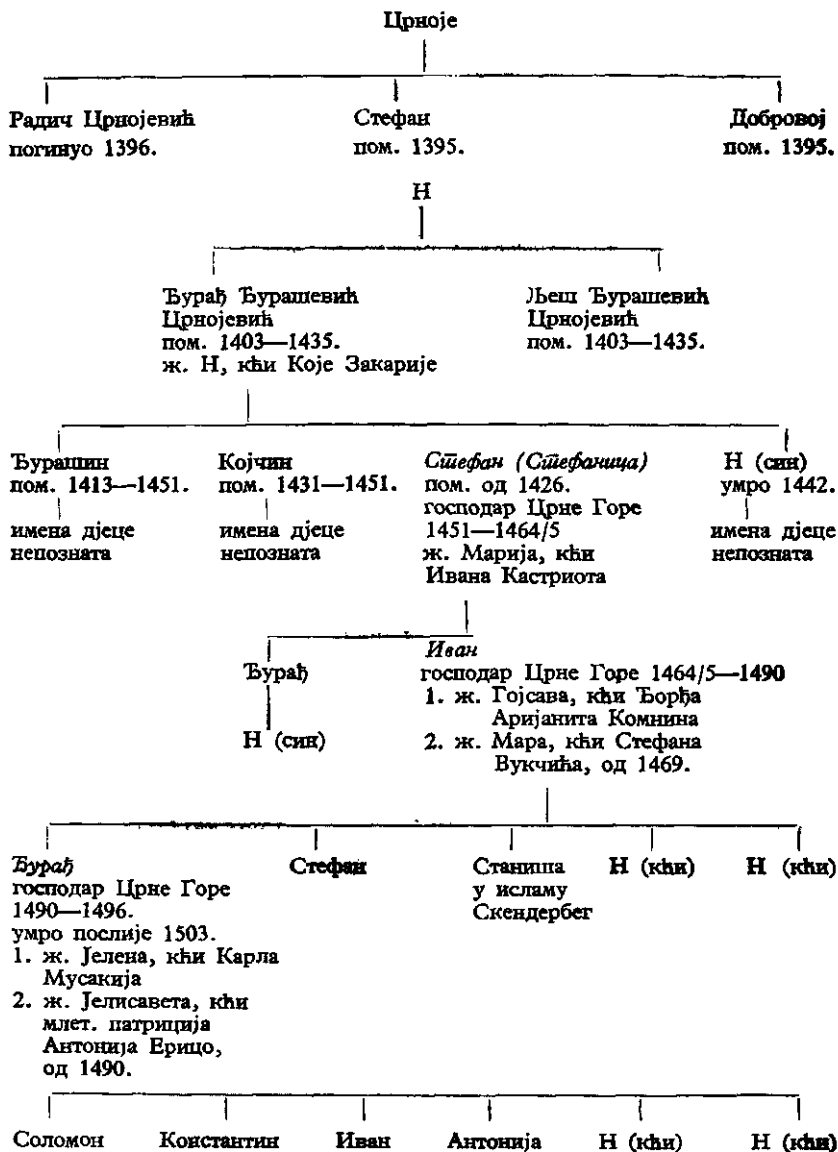 Црноје
Радич Црнојевић
погинуо 1396.
Стефан
пом. 1395.
Добровој
пом. 1395.
Н
Ђурађ Ђурашевић
Црнојевић
пом. 1403—1435.
ж. Н, кћи Које Закарије
Љеш Ђурашевић
Црнојевић
пом. 1403—1435.
Ђурашин
пом. 1413—1451.
имена дјеце
непозната
Којчин
пом. 1431—1451.
имена дјеце
непозната
Стефан (Стефаница)
пом. од 1426.
господар Црне Горе
1451—1464/5
ж. Марија, кћи
Ивана Кастриота
Н (син)
умро 1442.
имена дјеце
непозната
Ђурађ
Н (син)
Иван
господар Црне Горе 1464/5—1490
1. ж. Гојсава, кћи Ђорђа
Аријанита Комнина
2. ж. Мара, кћи Стефана
Вукчића, од 1469.
Ђурађ
господар Црне Горе
1490—1496.
умро послије 1503.
1. ж. Јелена, кћи Карла
Мусакија
2. ж. Јелисавета, кћи
млет. патриција
Антонија Ерицо,
од 1490.
Стефан
Станиша
у исламу
Скендербег
Н (кћи)
Н (кћи)
Соломон
Константин
Иван
Антонија
Н (кћи)
Н (кћи)